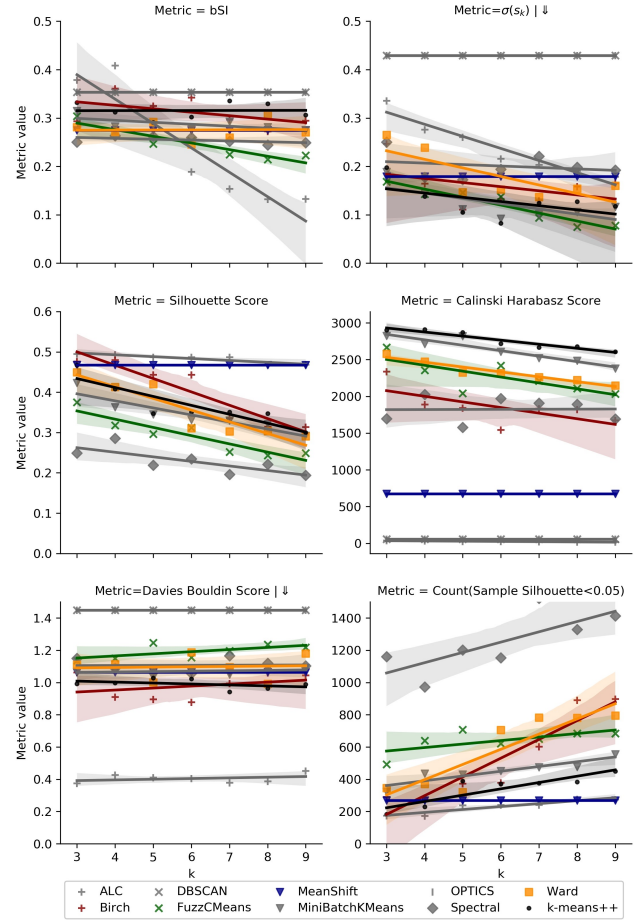 Metric = bSI
Metric=σ(s_k) | ⇓
Metric value
0.5
0.4
0.3
0.2
0.1
0.0
0.5
0.4
0.3
0.2
0.1
0.0
Metric = Silhouette Score
Metric = Calinski Harabasz Score
Metric value
0.6
0.5
0.4
0.3
0.2
0.1
0.0
3000
2500
2000
1500
1000
500
0
Metric=Davies Bouldin Score | ⇓
Metric = Count(Sample Silhouette<0.05)
Metric value
1.4
1.2
1.0
0.8
0.6
0.4
0.2
0.0
1400
1200
1000
800
600
400
200
0
3 4 5 6 7 8 9
k
3 4 5 6 7 8 9
k
ALC DBSCAN MeanShift OPTICS Ward
Birch FuzzCMeans MiniBatchKMeans Spectral k-means++